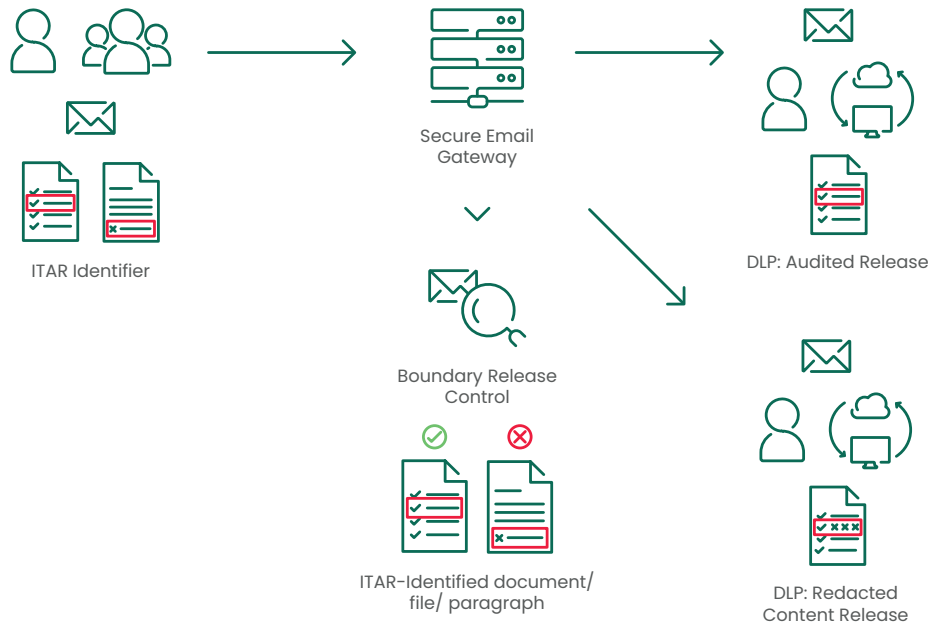 Secure Email
Gateway
ITAR Identifier
DLP: Audited Release
Boundary Release
Control
ITAR-Identified document/
file/ paragraph
DLP: Redacted
Content Release